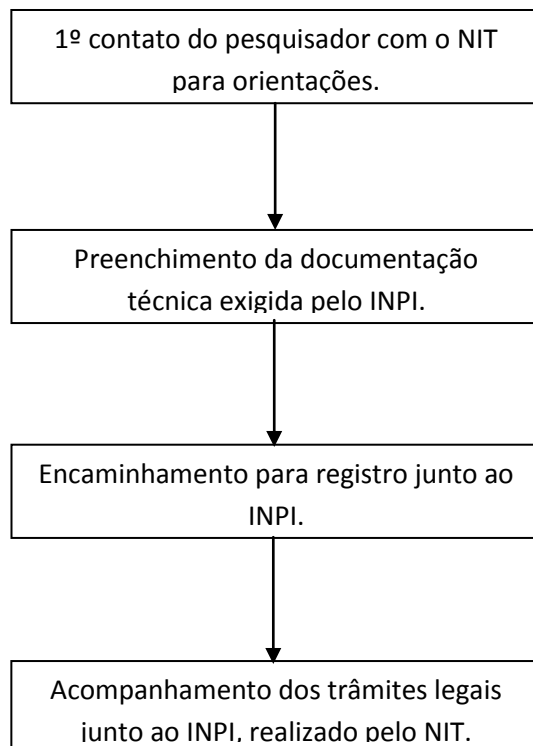 1º contato do pesquisador com o NIT
para orientações.
Preenchimento da documentação
técnica exigida pelo INPI.
Encaminhamento para registro junto ao
INPI.
Acompanhamento dos trâmites legais
junto ao INPI, realizado pelo NIT.